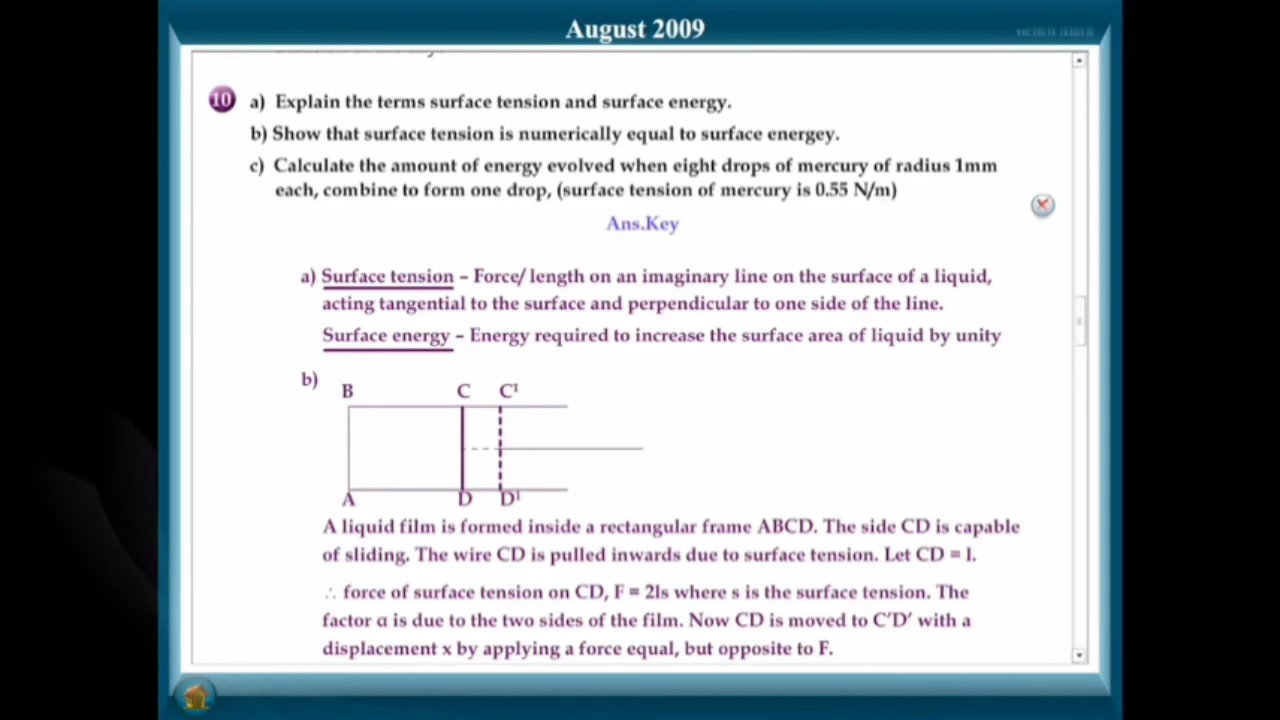 August 2009
10 a) Explain the terms surface tension and surface energy.
b) Show that surface tension is numerically equal to surface energey.
c) Calculate the amount of energy evolved when eight drops of mercury of radius 1mm
each, combine to form one drop, (surface tension of mercury is 0.55 N/m)
Ans.Key
a) Surface tension – Force/ length on an imaginary line on the surface of a liquid,
acting tangential to the surface and perpendicular to one side of the line.
Surface energy – Energy required to increase the surface area of liquid by unity
b)
B C C¹
A D D¹
A liquid film is formed inside a rectangular frame ABCD. The side CD is capable
of sliding. The wire CD is pulled inwards due to surface tension. Let CD = l.
∴ force of surface tension on CD, F = 2ls where s is the surface tension. The
factor α is due to the two sides of the film. Now CD is moved to C′D′ with a
displacement x by applying a force equal, but opposite to F.